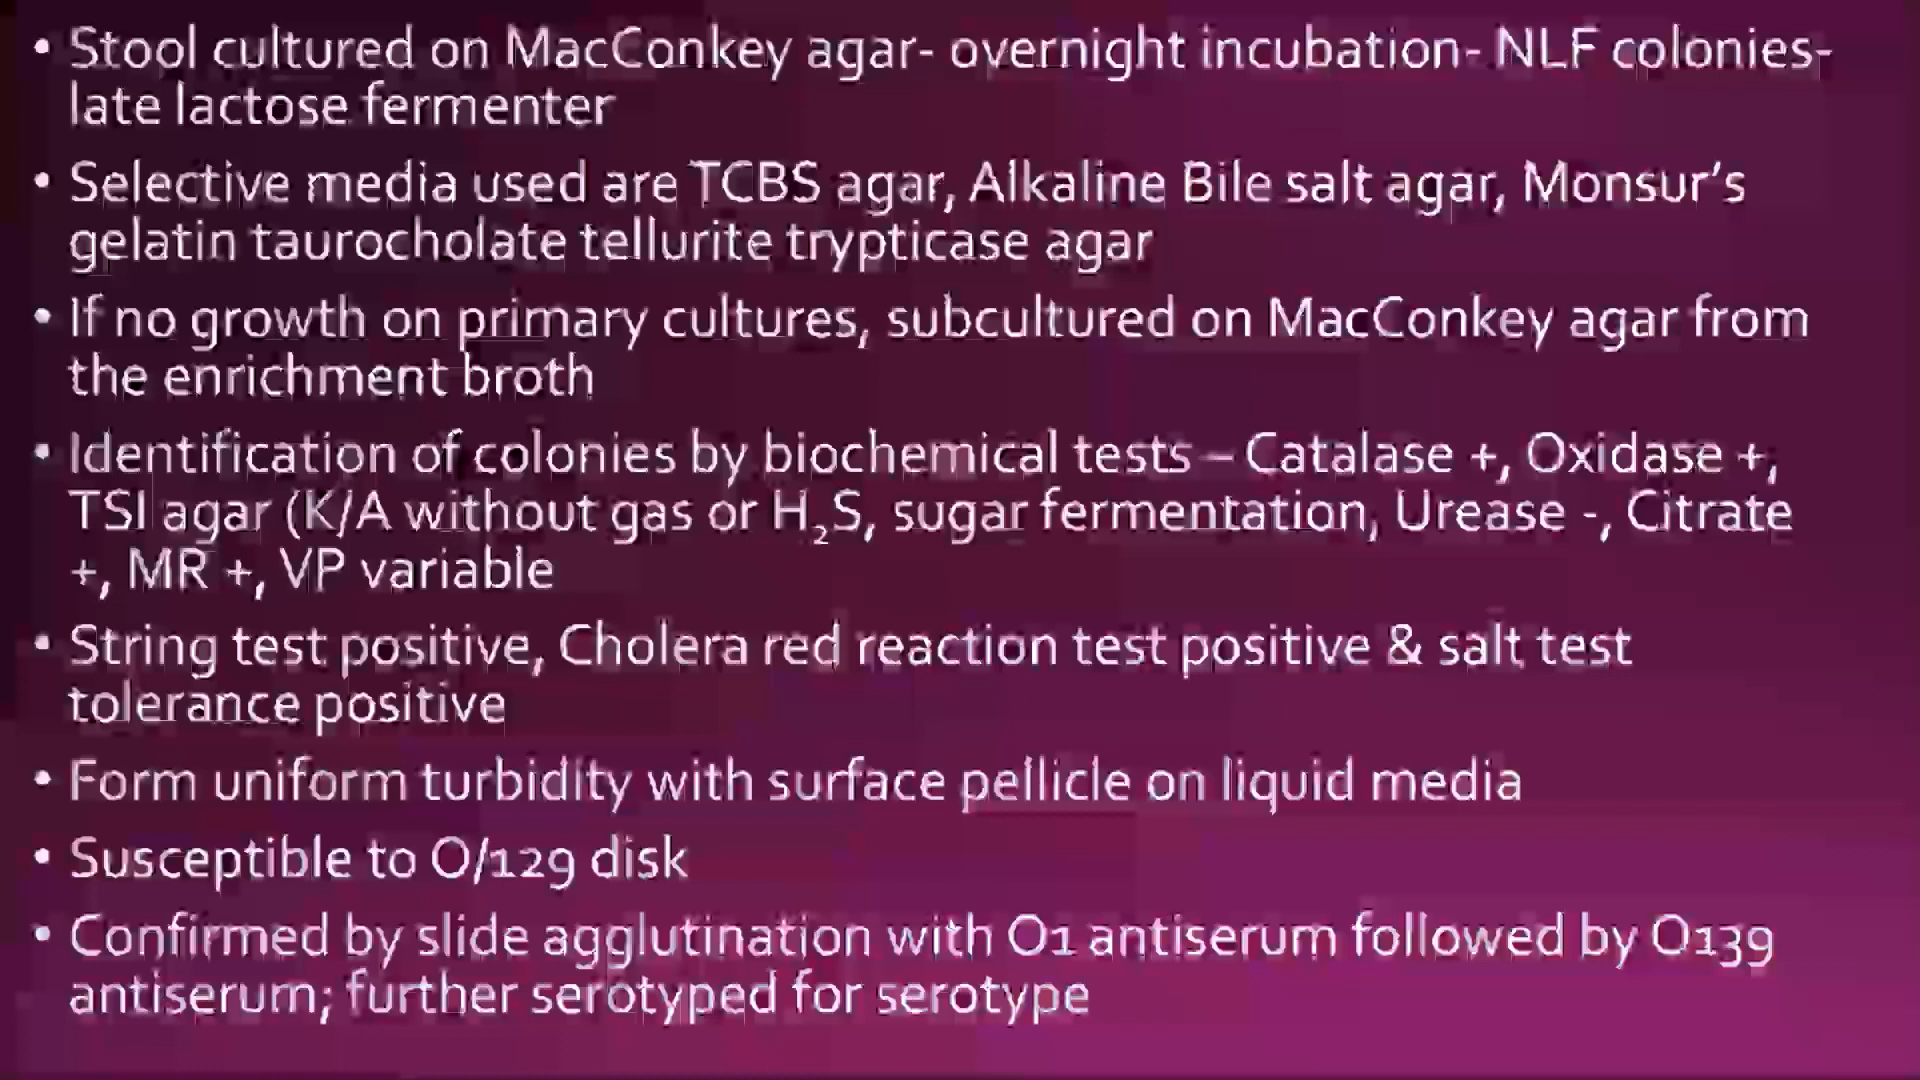 • Stool cultured on MacConkey agar- overnight incubation- NLF colonies-
late lactose fermenter
• Selective media used are TCBS agar, Alkaline Bile salt agar, Monsur's
gelatin taurocholate tellurite trypticase agar
• If no growth on primary cultures, subcultured on MacConkey agar from
the enrichment broth
• Identification of colonies by biochemical tests – Catalase +, Oxidase +,
TSI agar (K/A without gas or H₂S, sugar fermentation, Urease -, Citrate
+, MR +, VP variable
• String test positive, Cholera red reaction test positive & salt test
tolerance positive
• Form uniform turbidity with surface pellicle on liquid media
• Susceptible to O/129 disk
• Confirmed by slide agglutination with O1 antiserum followed by O139
antiserum; further serotyped for serotype